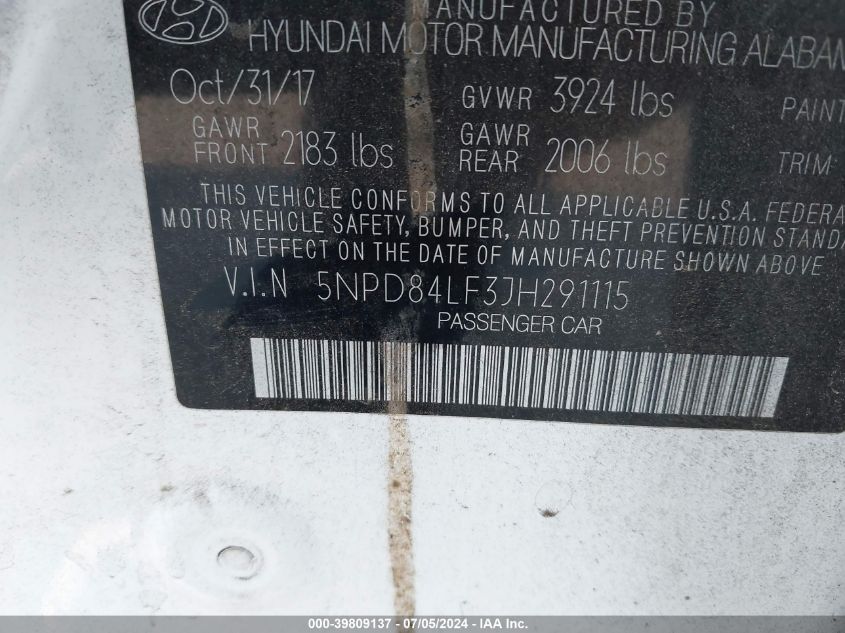 MANUFACTURED BY
HYUNDAI MOTOR MANUFACTURING ALABAM
Oct/31/17 GVWR 3924 lbs PAINT
GAWR FRONT 2183 lbs GAWR REAR 2006 lbs TRIM:
THIS VEHICLE CONFORMS TO ALL APPLICABLE U.S.A. FEDERA
MOTOR VEHICLE SAFETY, BUMPER, AND THEFT PREVENTION STANDA
IN EFFECT ON THE DATE OF MANUFACTURE SHOWN ABOVE
V.I.N 5NPD84LF3JH291115
PASSENGER CAR
000-39809137 - 07/05/2024 - IAA Inc.